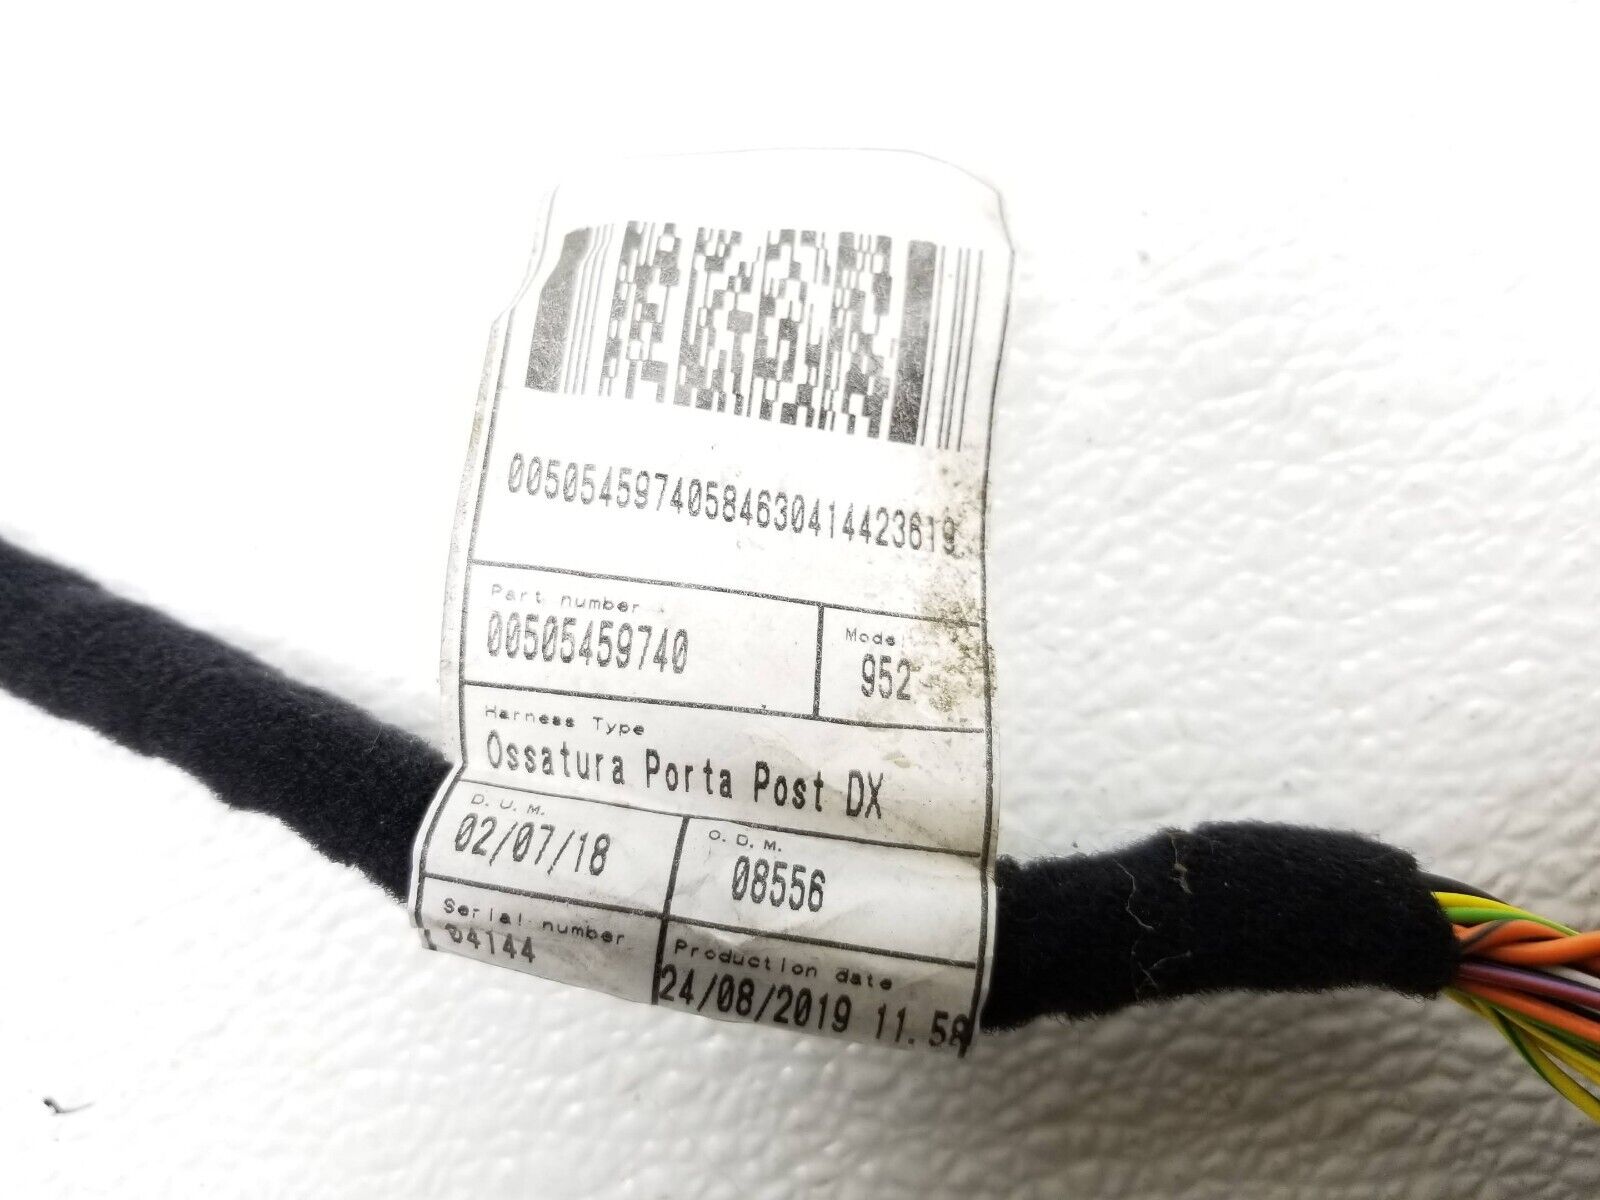 00505459740584630414423619
Part number
00505459740
Model
952
Harness Type
Ossatura Porta Post DX
D.U.M.
02/07/18
O.D.M.
08556
Serial number
04144
Production date
24/08/2019 11.58